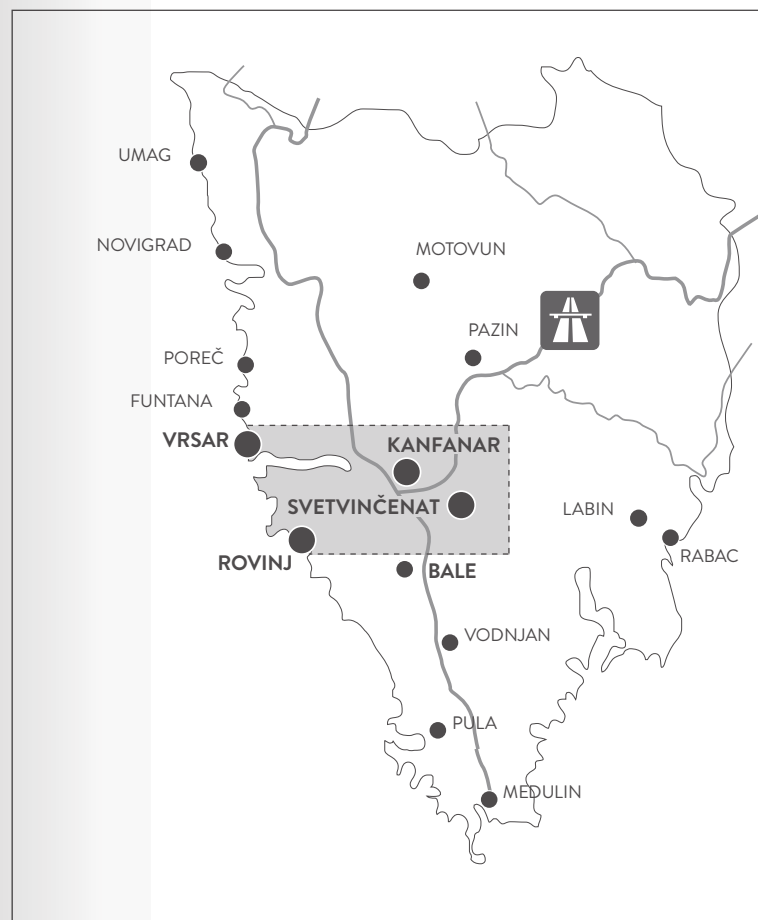 UMAG
NOVIGRAD
MOTOVUN
PAZIN
POREČ
FUNTANA
VRSAR
KANFANAR
SVETVINČENAT
LABIN
RABAC
ROVINJ
BALE
VODNJAN
PULA
MEDULIN